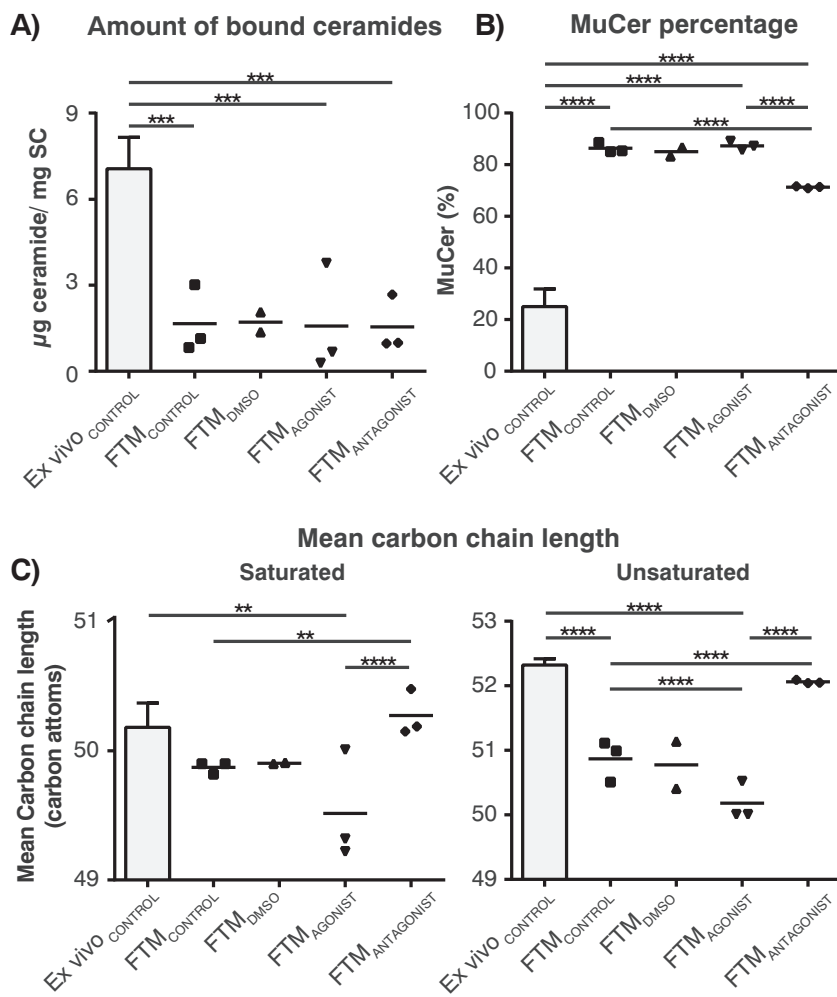 A) Amount of bound ceramides
***
***
***
µg ceramide/ mg SC
9
6
3
0
Ex vivo CONTROL
FTM CONTROL
FTM DMSO
FTM AGONIST
FTM ANTAGONIST
B) MuCer percentage
****
****
**** ****
****
MuCer (%)
100
80
60
40
20
0
Ex vivo CONTROL
FTM CONTROL
FTM DMSO
FTM AGONIST
FTM ANTAGONIST
Mean carbon chain length
C) Saturated
**
**
****
Mean Carbon chain length
(carbon attoms)
51
50
49
Ex vivo CONTROL
FTM CONTROL
FTM DMSO
FTM AGONIST
FTM ANTAGONIST
Unsaturated
****
**** ****
****
****
53
52
51
50
49
Ex vivo CONTROL
FTM CONTROL
FTM DMSO
FTM AGONIST
FTM ANTAGONIST